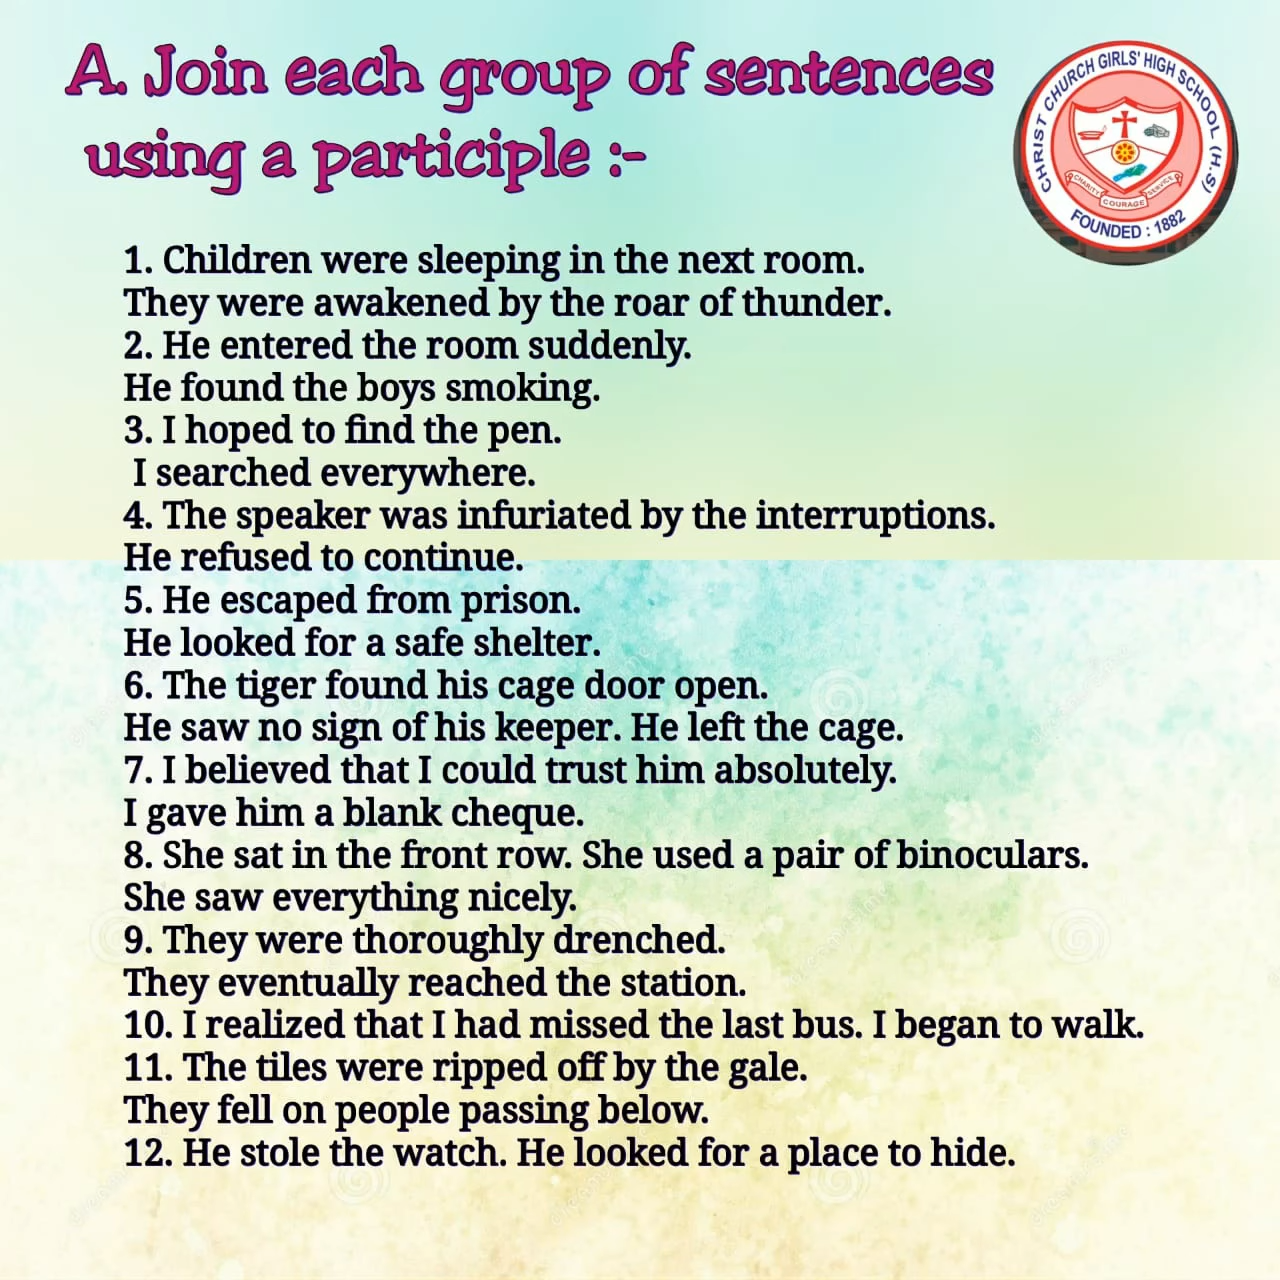 A. Join each group of sentences
using a participle :-
CHRIST CHURCH GIRLS' HIGH SCHOOL (H.S)
CHARITY
COURAGE
SERVICE
FOUNDED : 1882
1. Children were sleeping in the next room.
They were awakened by the roar of thunder.
2. He entered the room suddenly.
He found the boys smoking.
3. I hoped to find the pen.
I searched everywhere.
4. The speaker was infuriated by the interruptions.
He refused to continue.
5. He escaped from prison.
He looked for a safe shelter.
6. The tiger found his cage door open.
He saw no sign of his keeper. He left the cage.
7. I believed that I could trust him absolutely.
I gave him a blank cheque.
8. She sat in the front row. She used a pair of binoculars.
She saw everything nicely.
9. They were thoroughly drenched.
They eventually reached the station.
10. I realized that I had missed the last bus. I began to walk.
11. The tiles were ripped off by the gale.
They fell on people passing below.
12. He stole the watch. He looked for a place to hide.